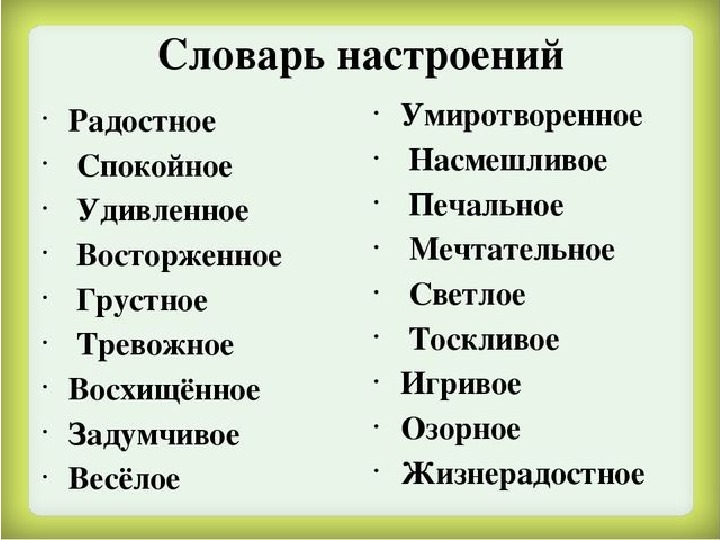 Словарь настроений
· Радостное
· Спокойное
· Удивленное
· Восторженное
· Грустное
· Тревожное
· Восхищённое
· Задумчивое
· Весёлое
· Умиротворенное
· Насмешливое
· Печальное
· Мечтательное
· Светлое
· Тоскливое
· Игривое
· Озорное
· Жизнерадостное